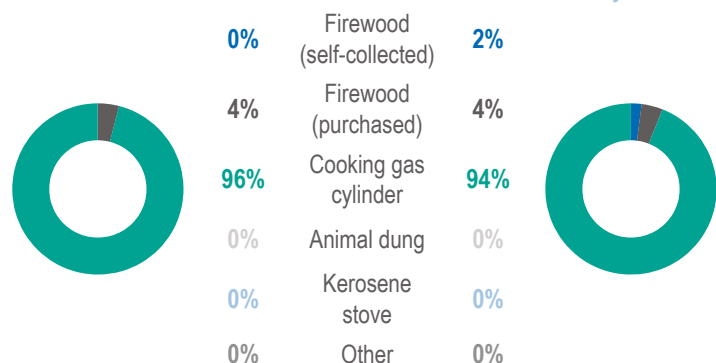 0% Firewood (self-collected) 2%
4% Firewood (purchased) 4%
96% Cooking gas cylinder 94%
0% Animal dung 0%
0% Kerosene stove 0%
0% Other 0%